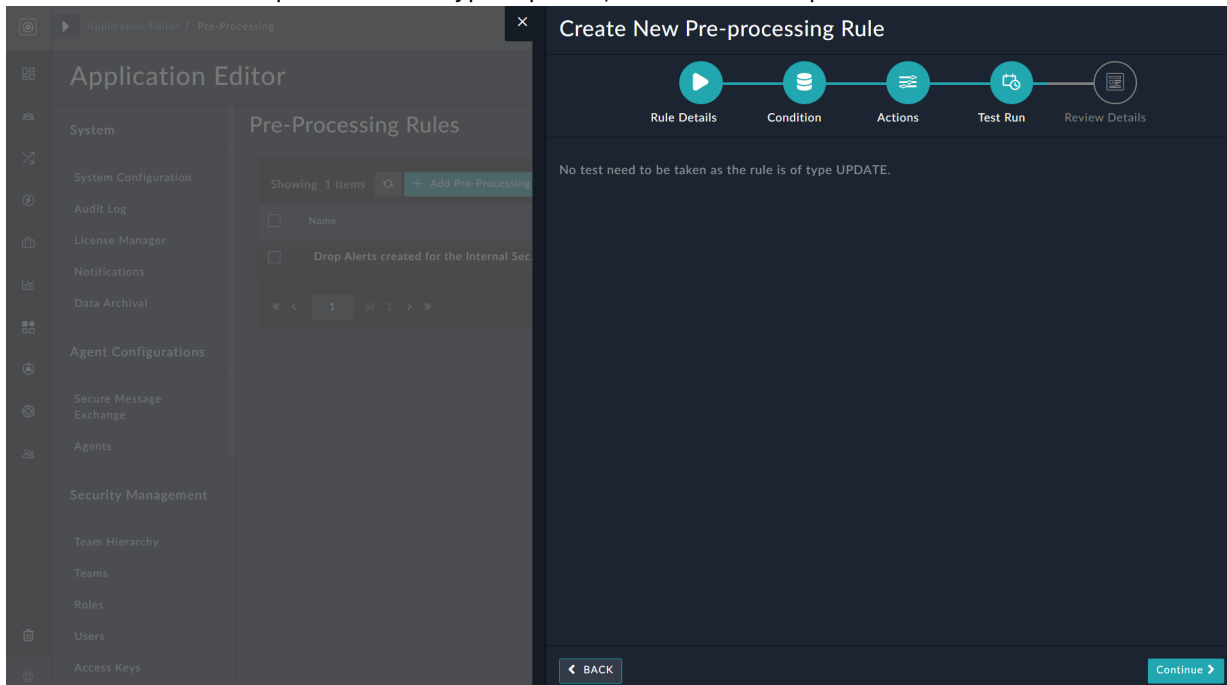 Application Editor / Pre-Processing
Create New Pre-processing Rule
Application Editor
Rule Details
Condition
Actions
Test Run
Review Details
System
Pre-Processing Rules
No test need to be taken as the rule is of type UPDATE.
System Configuration
Showing 1 Items
+ Add Pre-Processing
Audit Log
Name
License Manager
Drop Alerts created for the Internal Sec
Notifications
Data Archival
« < 1 of 1 > »
Agent Configurations
Secure Message
Exchange
Agents
Security Management
Team Hierarchy
Teams
Roles
Users
Access Keys
BACK
Continue